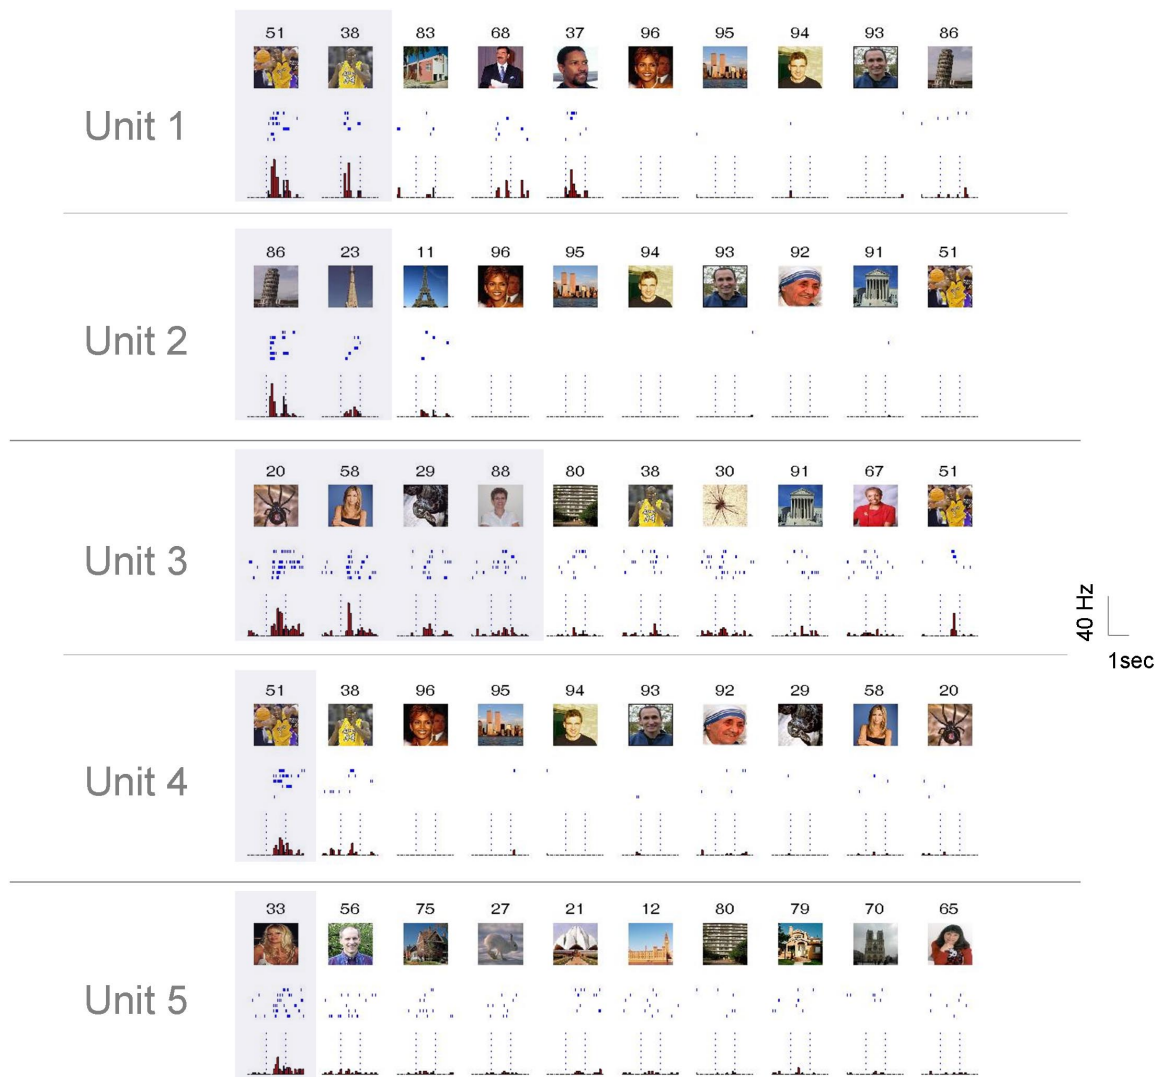 51 38 83 68 37 96 95 94 93 86
Unit 1
86 23 11 96 95 94 93 92 91 51
Unit 2
20 58 29 88 80 38 30 91 67 51
Unit 3
40 Hz
1sec
51 38 96 95 94 93 92 29 58 20
Unit 4
33 56 75 27 21 12 80 79 70 65
Unit 5